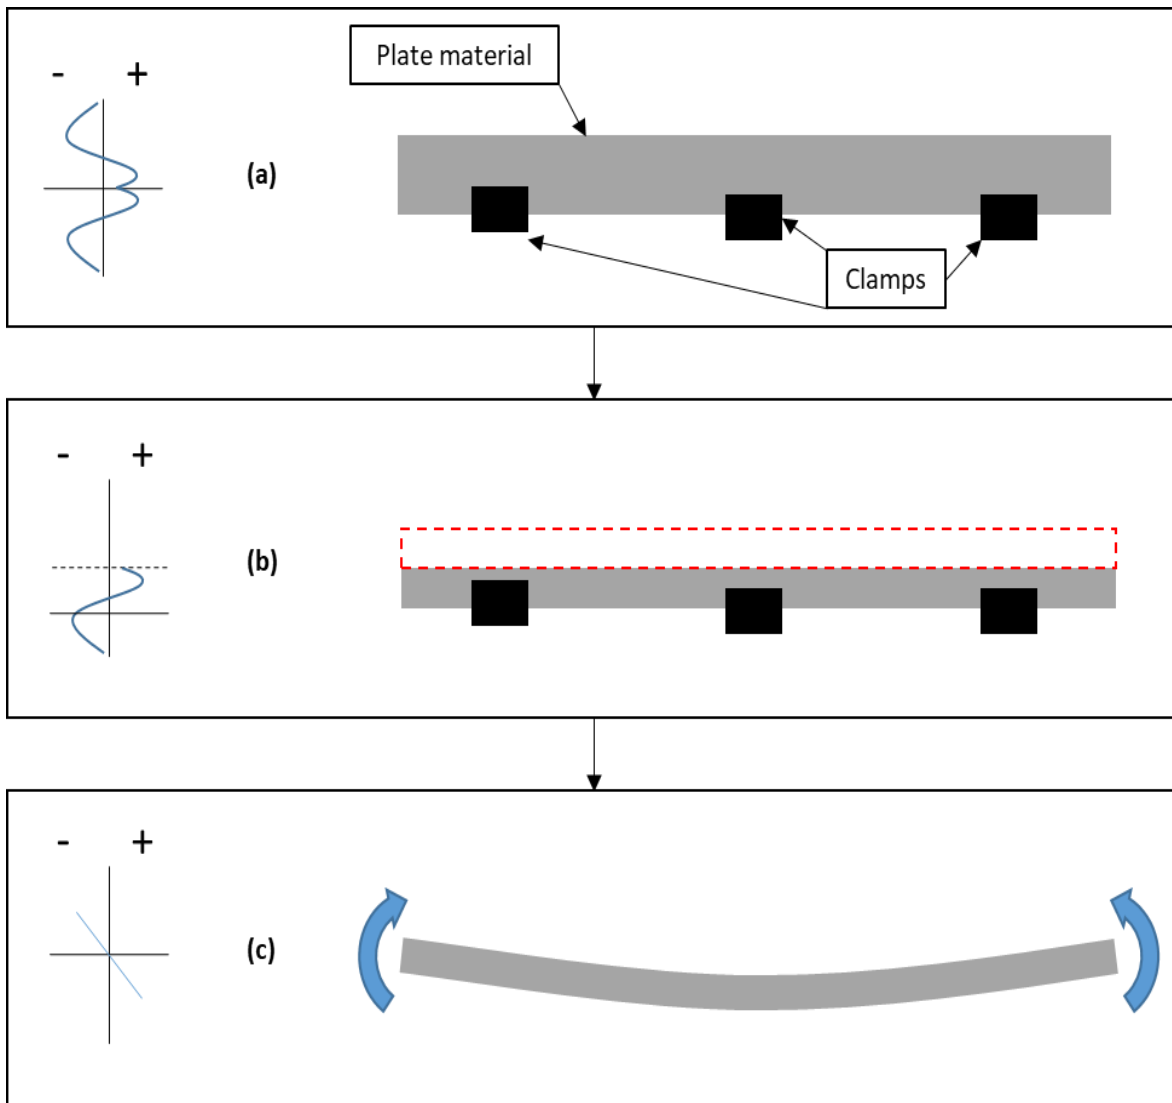 Plate material
- +
(a)
Clamps
- +
(b)
- +
(c)